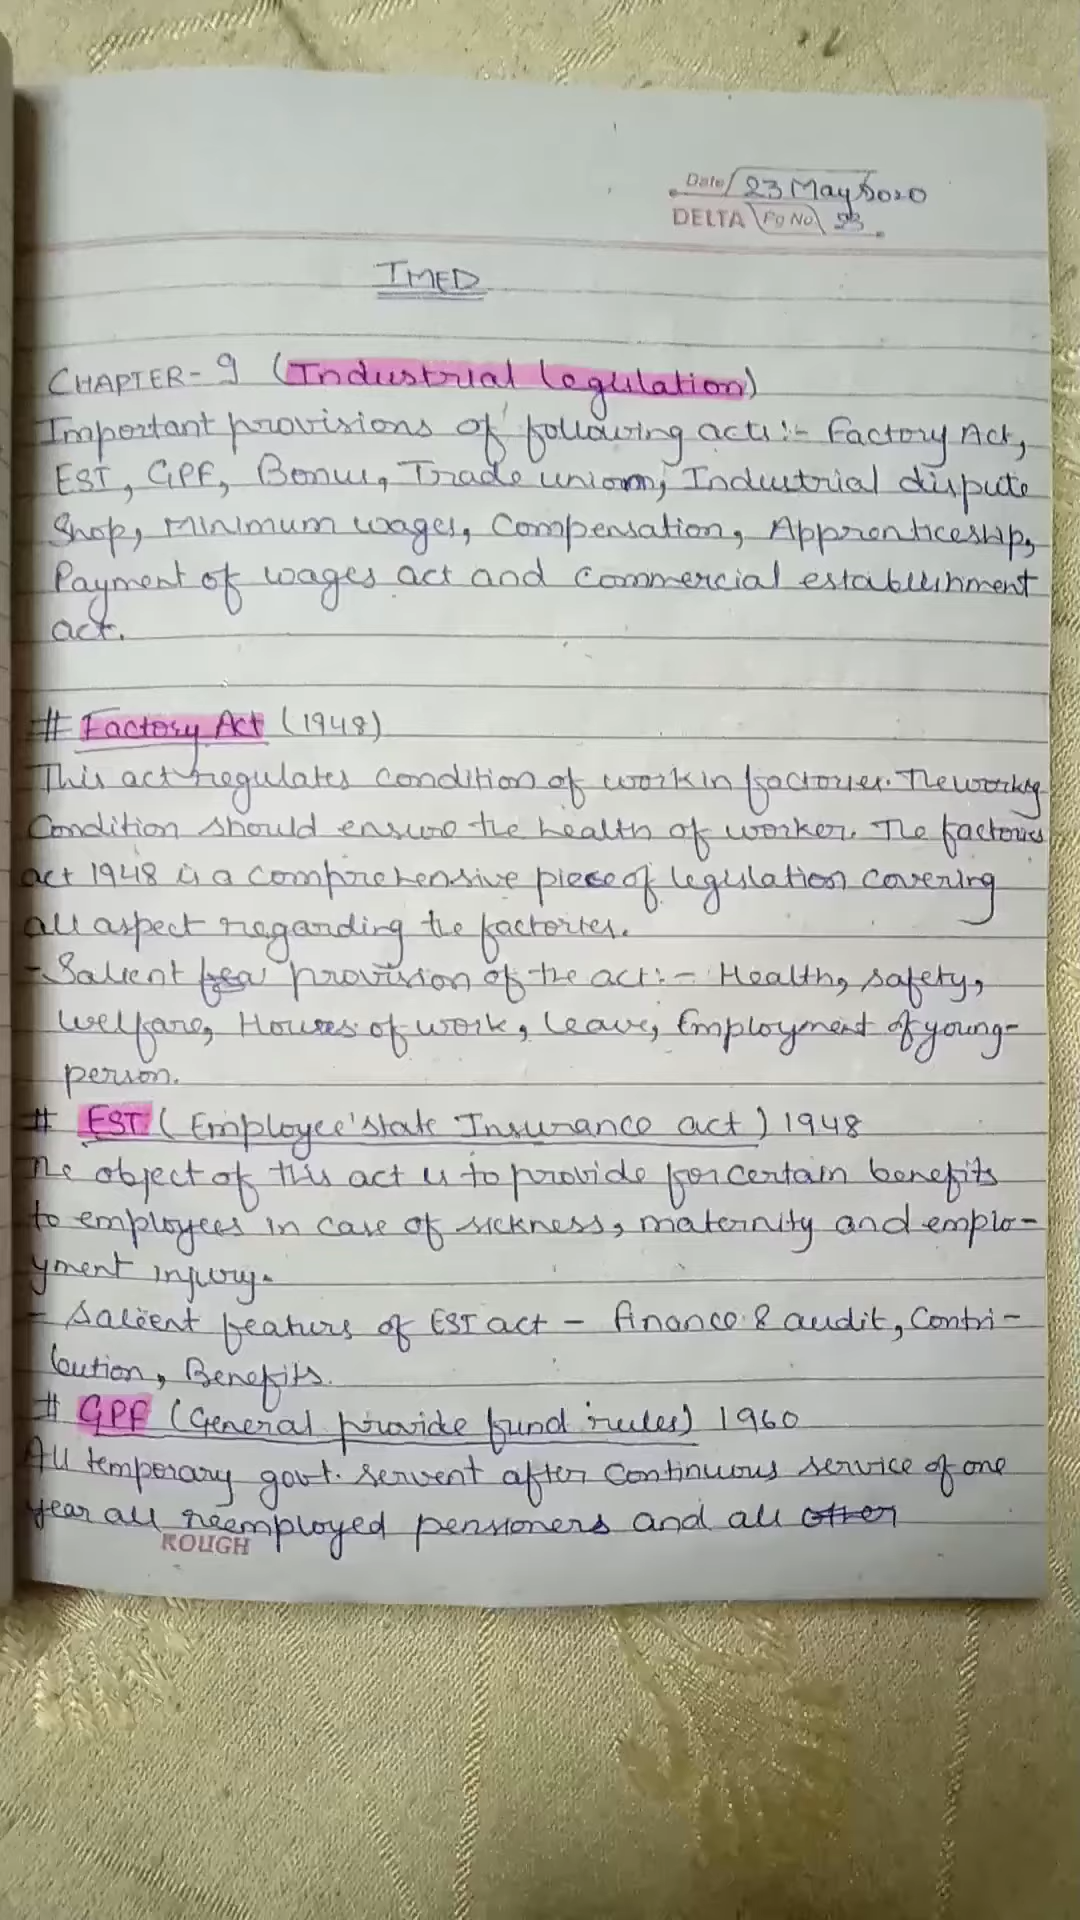 Date 23 May 2020
DELTA Pg No 23
IMED
CHAPTER-9 (Industrial Legislation)
Important provisions of following acts:- Factory Act,
ESI, GPF, Bonus, Trade union, Industrial dispute
Shop, Minimum wages, Compensation, Apprenticeship,
Payment of wages act and commercial establishment
act.
# Factory Act (1948)
This act regulates condition of work in factories. The working
Condition should ensure the health of worker. The factories
act 1948 is a comprehensive piece of legislation covering
all aspect regarding the factories.
- Salient fea provision of the act:- Health, safety,
welfare, Houres of work, leave, Employment of young-
person.
# ESI (Employee'state Insurance act) 1948
The object of this act is to provide for certain benefits
to employees in case of sickness, maternity and emplo-
yment injury.
- Salient featurs of ESI act - finance & audit, Contri-
bution, Benefits.
# GPF (General provide fund rules) 1960
All temporary govt. servent after continuous service of one
year all reemployed pensioners and all other
ROUGH